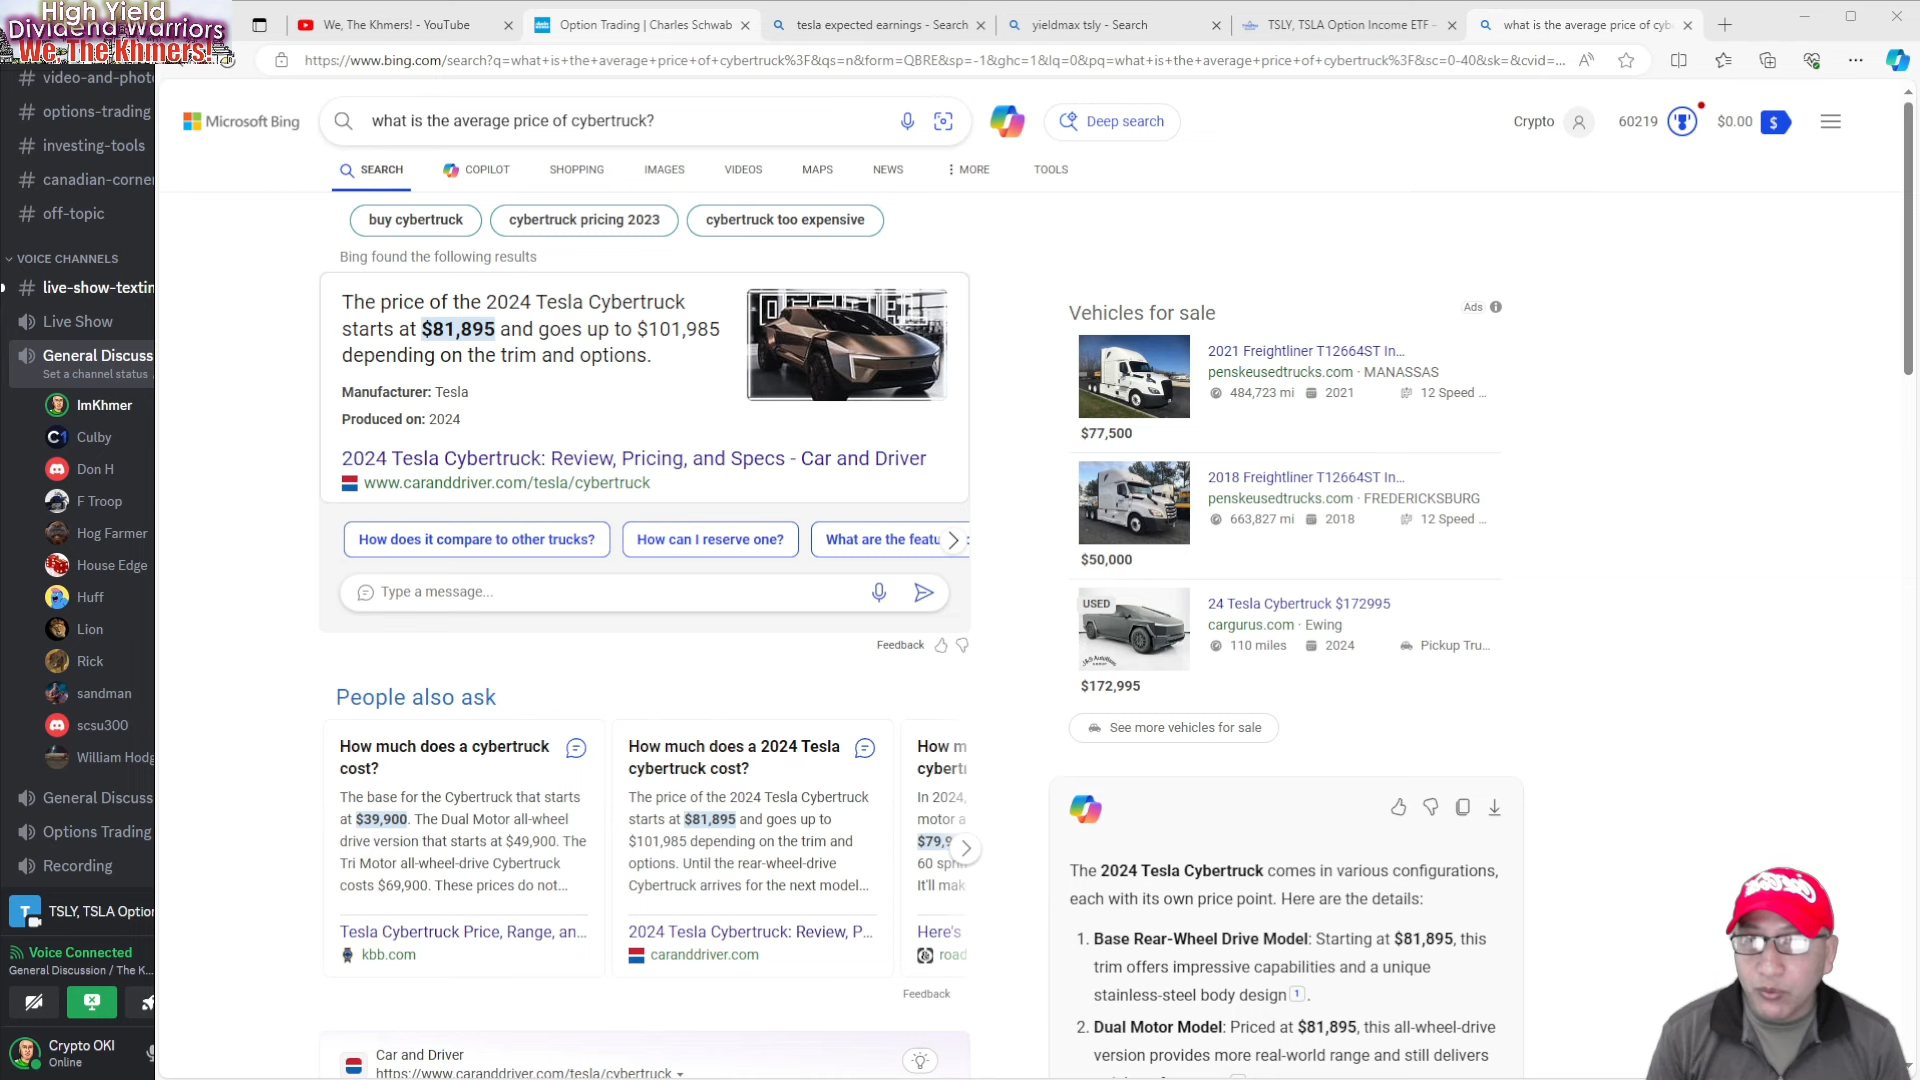 High Yield
Dividend Warriors
We The Khmers!
We, The Khmers! - YouTube
Option Trading | Charles Schwab
tesla expected earnings - Search
yieldmax tsly - Search
TSLY, TSLA Option Income ETF -
what is the average price of cyb
https://www.bing.com/search?q=what+is+the+average+price+of+cybertruck%3F&qs=n&form=QBRE&sp=-1&ghc=1&lq=0&pq=what+is+the+average+price+of+cybertruck%3F&sc=0-40&sk=&cvid=...
video-and-phot
options-trading
investing-tools
canadian-corner
off-topic
VOICE CHANNELS
live-show-textin
Live Show
General Discuss
Set a channel status
ImKhmer
Culby
Don H
F Troop
Hog Farmer
House Edge
Huff
Lion
Rick
sandman
scsu300
William Hodg
General Discuss
Options Trading
Recording
TSLY, TSLA Optio
Voice Connected
General Discussion / The K...
Crypto OKI
Online
Microsoft Bing
what is the average price of cybertruck?
Deep search
Crypto
60219
$0.00
SEARCH
COPILOT
SHOPPING
IMAGES
VIDEOS
MAPS
NEWS
MORE
TOOLS
buy cybertruck
cybertruck pricing 2023
cybertruck too expensive
Bing found the following results
The price of the 2024 Tesla Cybertruck
starts at $81,895 and goes up to $101,985
depending on the trim and options.
Manufacturer: Tesla
Produced on: 2024
2024 Tesla Cybertruck: Review, Pricing, and Specs - Car and Driver
www.caranddriver.com/tesla/cybertruck
How does it compare to other trucks?
How can I reserve one?
What are the featu
Type a message...
Feedback
People also ask
How much does a cybertruck
cost?
The base for the Cybertruck that starts
at $39,900. The Dual Motor all-wheel
drive version that starts at $49,900. The
Tri Motor all-wheel-drive Cybertruck
costs $69,900. These prices do not...
Tesla Cybertruck Price, Range, an...
kbb.com
How much does a 2024 Tesla
cybertruck cost?
The price of the 2024 Tesla Cybertruck
starts at $81,895 and goes up to
$101,985 depending on the trim and
options. Until the rear-wheel-drive
Cybertruck arrives for the next model...
2024 Tesla Cybertruck: Review, P...
caranddriver.com
How m
cybert
In 2024,
motor a
$79,9
60 spri
It'll mak
Here's
road
Feedback
Car and Driver
https://www.caranddriver.com/tesla/cybertruck
Vehicles for sale
Ads
2021 Freightliner T12664ST In...
penskeusedtrucks.com · MANASSAS
484,723 mi
2021
12 Speed ...
$77,500
2018 Freightliner T12664ST In...
penskeusedtrucks.com · FREDERICKSBURG
663,827 mi
2018
12 Speed ...
$50,000
USED
24 Tesla Cybertruck $172995
cargurus.com · Ewing
110 miles
2024
Pickup Tru...
$172,995
See more vehicles for sale
The 2024 Tesla Cybertruck comes in various configurations,
each with its own price point. Here are the details:
1. Base Rear-Wheel Drive Model: Starting at $81,895, this
trim offers impressive capabilities and a unique
stainless-steel body design 1 .
2. Dual Motor Model: Priced at $81,895, this all-wheel-drive
version provides more real-world range and still delivers